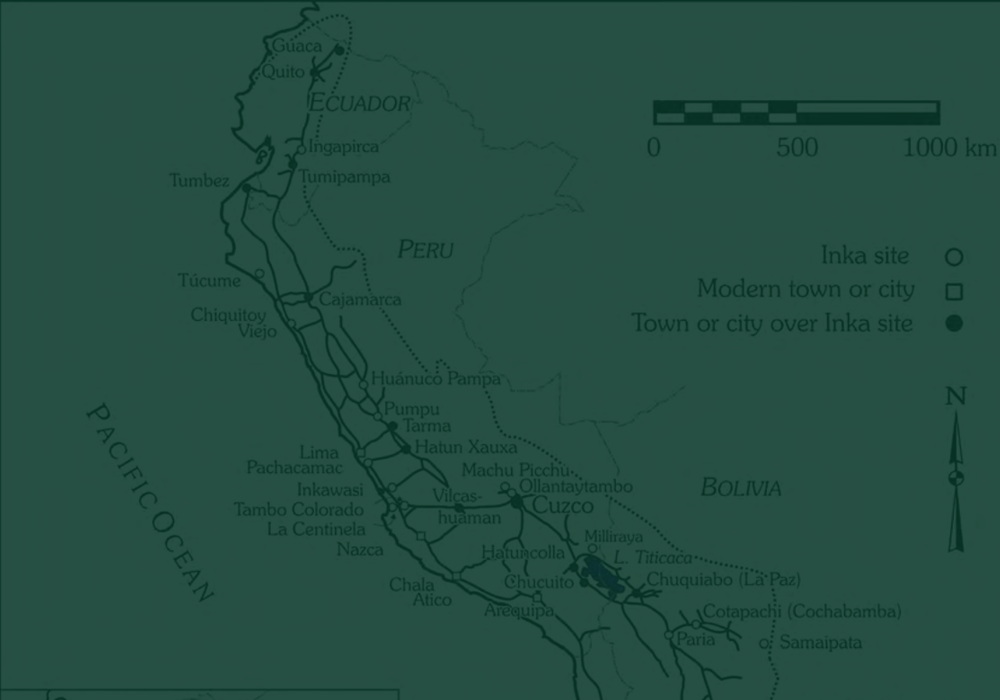 Guaca
Quito
ECUADOR
0 500 1000 km
Ingapirca
Tumipampa
Tumbez
PERU
Inka site
Túcume
Modern town or city
Cajamarca
Chiquitoy
Viejo
Town or city over Inka site
Huánuco Pampa
N
Pumpu
Tarma
PACIFIC OCEAN
Hatun Xauxa
Lima
Pachacamac
Machu Picchu
Ollantaytambo
BOLIVIA
Inkawasi
Vilcas-
huaman
Cuzco
Tambo Colorado
La Centinela
Nazca
Milliraya
Hatuncolla
L. Titicaca
Chucuito
Chuquiabo (La Paz)
Chala
Atico
Arequipa
Cotapachi (Cochabamba)
Paria
Samaipata